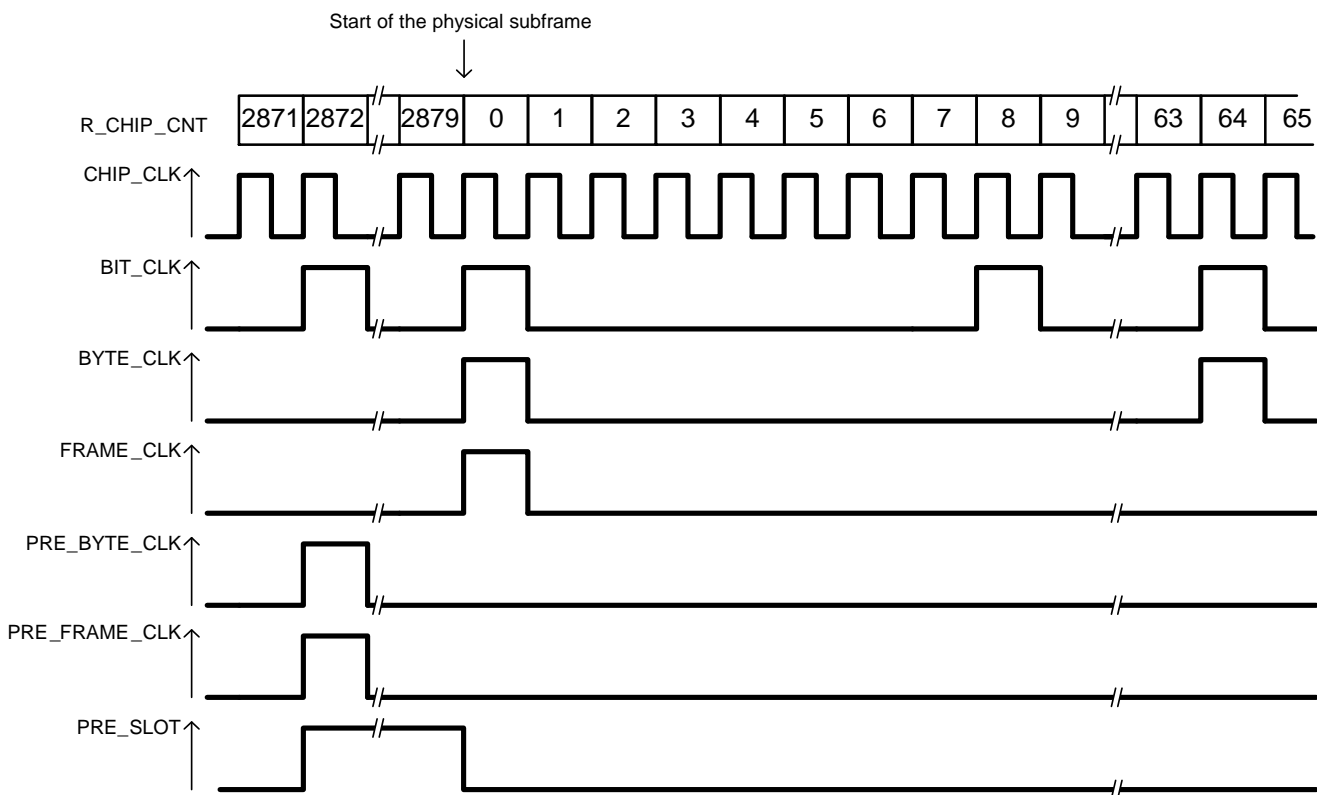 Start of the physical subframe
R_CHIP_CNT 2871 2872 2879 0 1 2 3 4 5 6 7 8 9 63 64 65
CHIP_CLK
BIT_CLK
BYTE_CLK
FRAME_CLK
PRE_BYTE_CLK
PRE_FRAME_CLK
PRE_SLOT